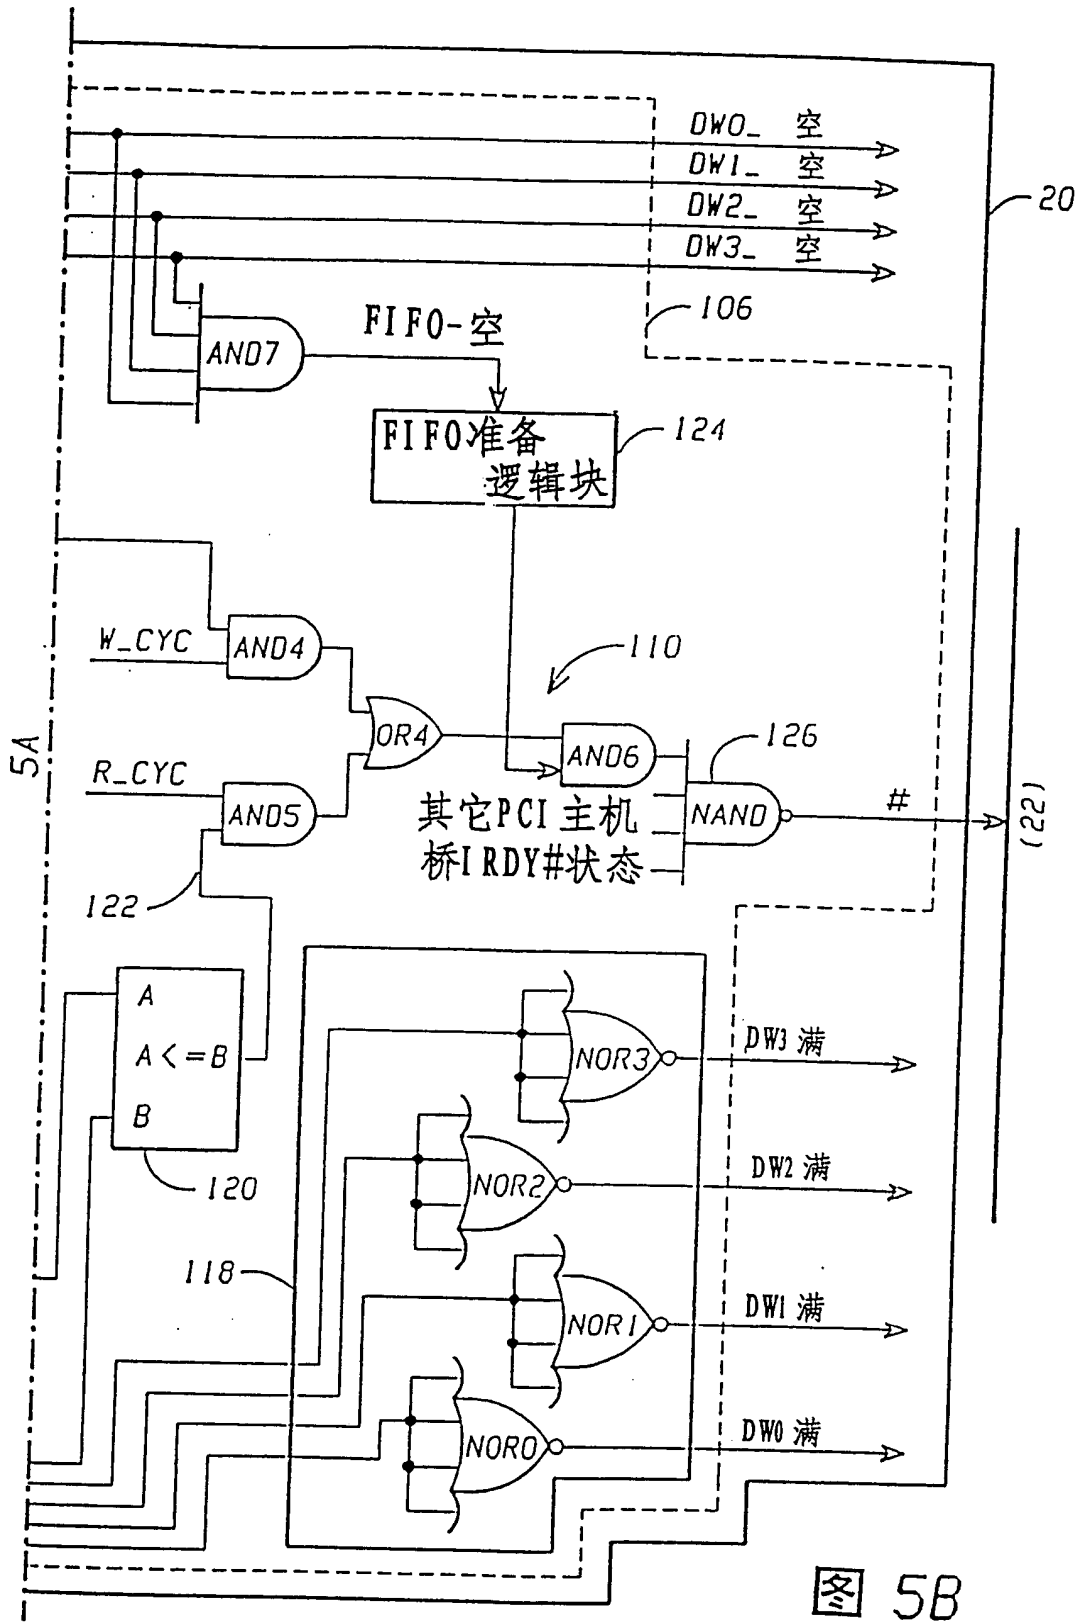 DW0_ 空
DW1_ 空
20
DW2_ 空
DW3_ 空
106
FIFO-空
AND7
FIFO准备
逻辑块
124
W_CYC
AND4
110
5A
OR4
R_CYC
AND5
AND6
126
其它PCI 主机
桥IRDY#状态
NAND
#
(22)
122
A
A<=B
B
120
NOR3
DW3 满
NOR2
DW2 满
118
NOR1
DW1 满
NOR0
DW0 满
图 5B